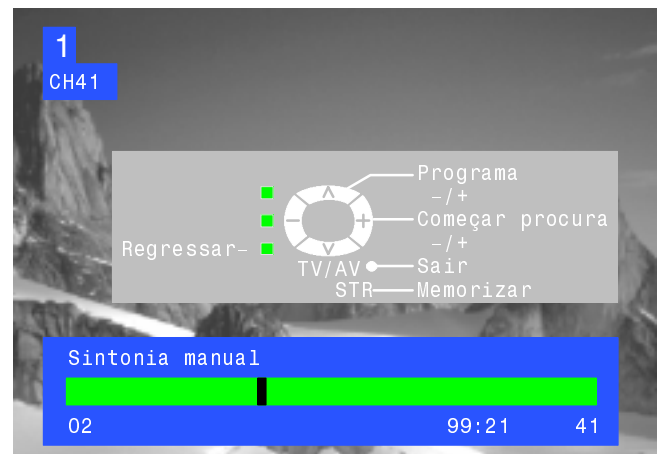 1
CH41
Programa
–/+
Começar procura
–/+
Regressar–
TV/AV Sair
STR Memorizar
Sintonia manual
02 99:21 41